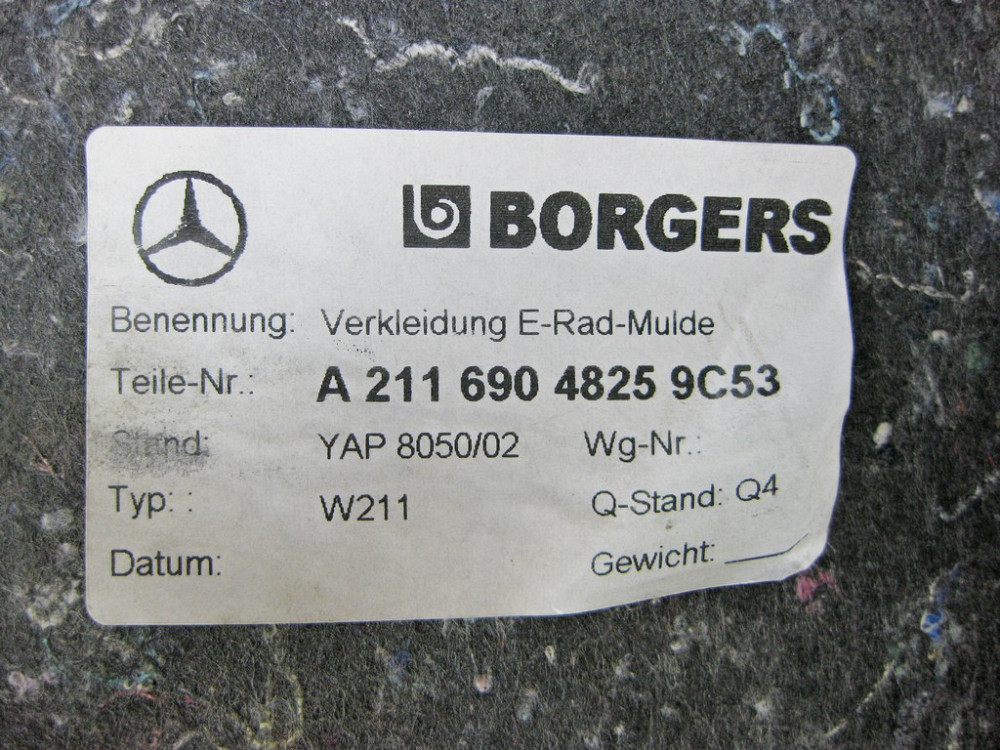 BORGERS
Benennung: Verkleidung E-Rad-Mulde
Teile-Nr.: A 211 690 4825 9C53
Stand: YAP 8050/02 Wg-Nr.:
Typ: : W211 Q-Stand: Q4
Datum: Gewicht: